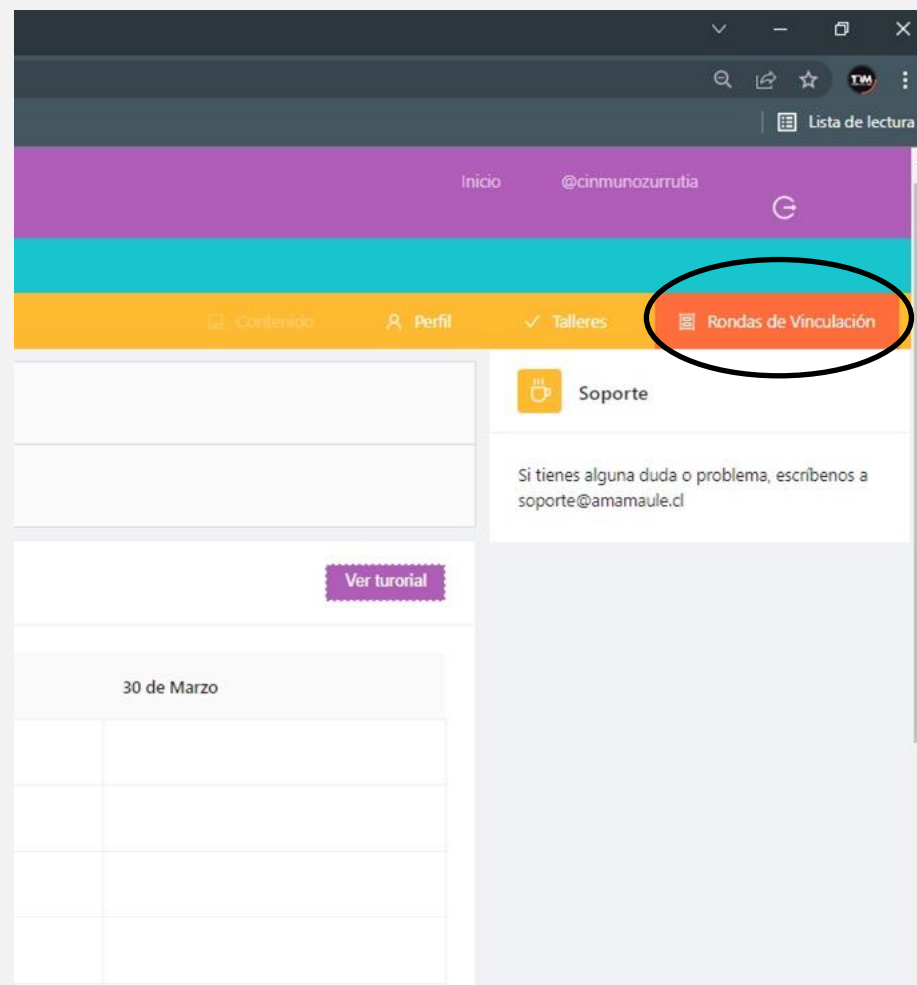 TM
Lista de lectura
Inicio @cinmunozurrutia
Contenido Perfil Talleres Rondas de Vinculación
Soporte
Si tienes alguna duda o problema, escríbenos a
soporte@amamaule.cl
Ver turorial
30 de Marzo